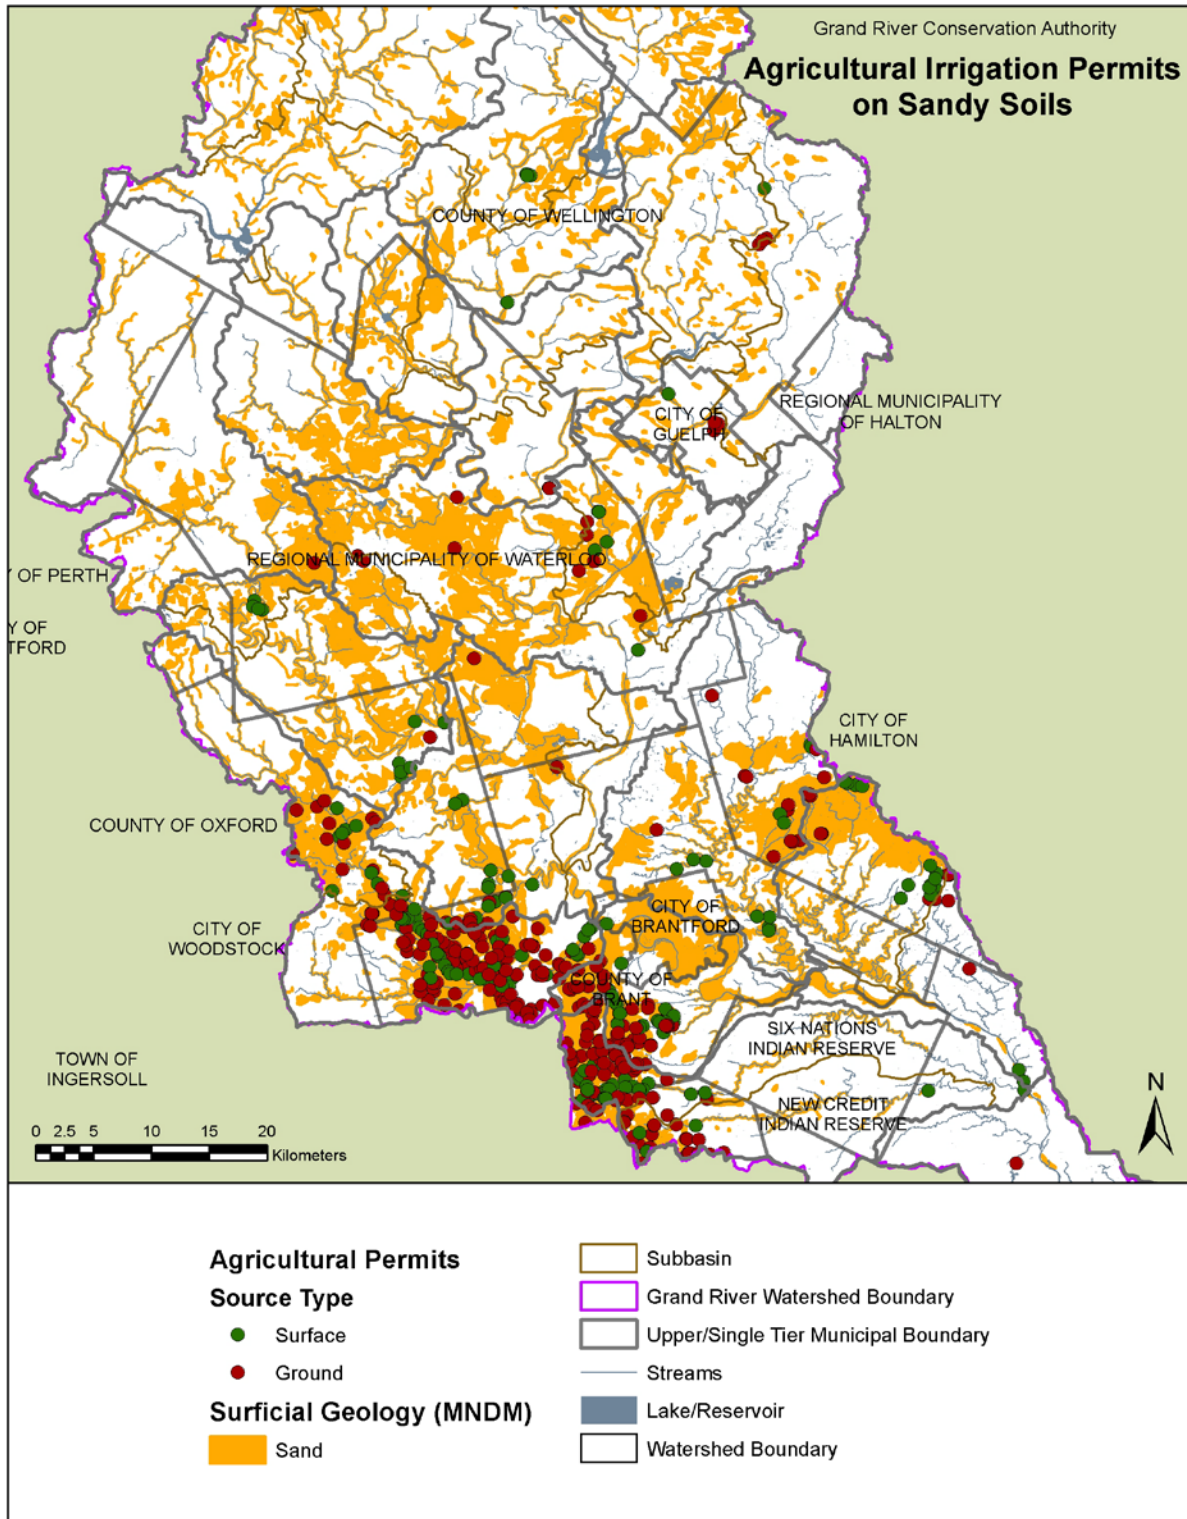 Grand River Conservation Authority
Agricultural Irrigation Permits
on Sandy Soils
COUNTY OF WELLINGTON
CITY OF
GUELPH
REGIONAL MUNICIPALITY
OF HALTON
REGIONAL MUNICIPALITY OF WATERLOO
Y OF PERTH
Y OF
TFORD
CITY OF
HAMILTON
COUNTY OF OXFORD
CITY OF
WOODSTOCK
CITY OF
BRANTFORD
COUNTY OF
BRANT
SIX NATIONS
INDIAN RESERVE
TOWN OF
INGERSOLL
NEW CREDIT
INDIAN RESERVE
N
0 2.5 5 10 15 20
Kilometers
Agricultural Permits
Source Type
Surface
Ground
Surficial Geology (MNDM)
Sand
Subbasin
Grand River Watershed Boundary
Upper/Single Tier Municipal Boundary
Streams
Lake/Reservoir
Watershed Boundary